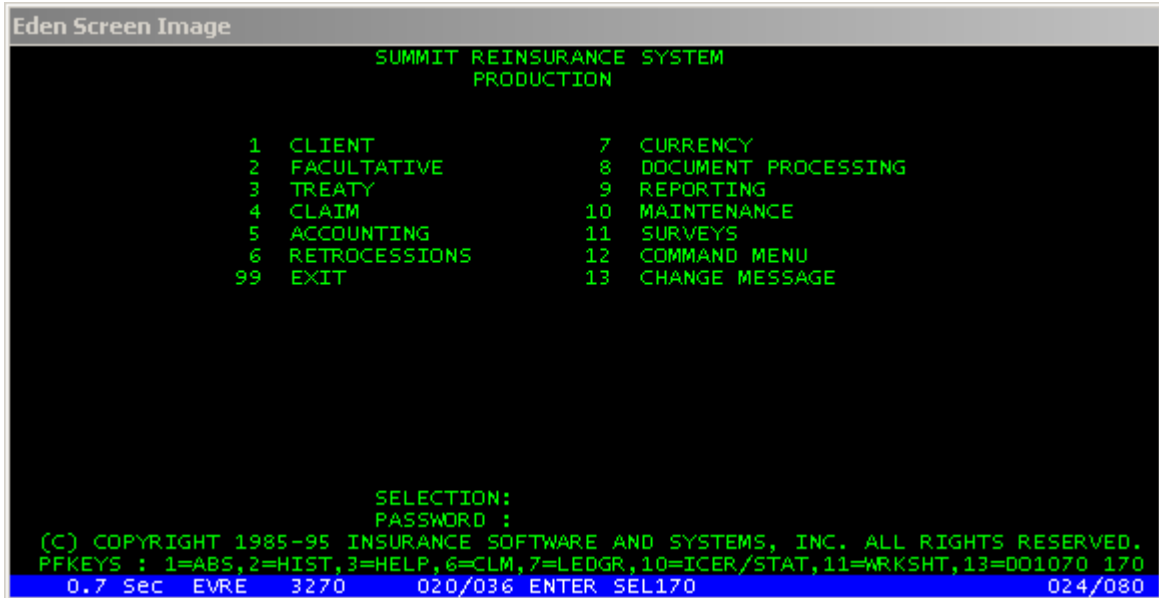 Eden Screen Image
SUMMIT REINSURANCE SYSTEM
PRODUCTION
1 CLIENT 7 CURRENCY
2 FACULTATIVE 8 DOCUMENT PROCESSING
3 TREATY 9 REPORTING
4 CLAIM 10 MAINTENANCE
5 ACCOUNTING 11 SURVEYS
6 RETROCESSIONS 12 COMMAND MENU
99 EXIT 13 CHANGE MESSAGE
SELECTION:
PASSWORD :
(C) COPYRIGHT 1985-95 INSURANCE SOFTWARE AND SYSTEMS, INC. ALL RIGHTS RESERVED.
PFKEYS : 1=ABS,2=HIST,3=HELP,6=CLM,7=LEDGR,10=ICER/STAT,11=WRKSHT,13=DO1070 170
0.7 Sec EVRE 3270 020/036 ENTER SEL170 024/080